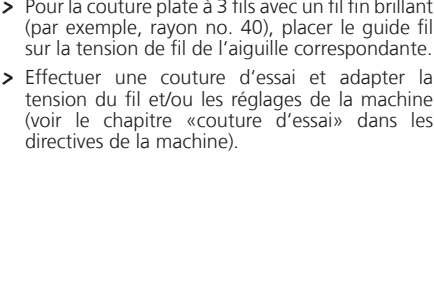 > Pour la couture plate à 3 fils avec un fil fin brillant
(par exemple, rayon no. 40), placer le guide fil
sur la tension de fil de l’aiguille correspondante.
> Effectuer une couture d’essai et adapter la
tension du fil et/ou les réglages de la machine
(voir le chapitre «couture d’essai» dans les
directives de la machine).